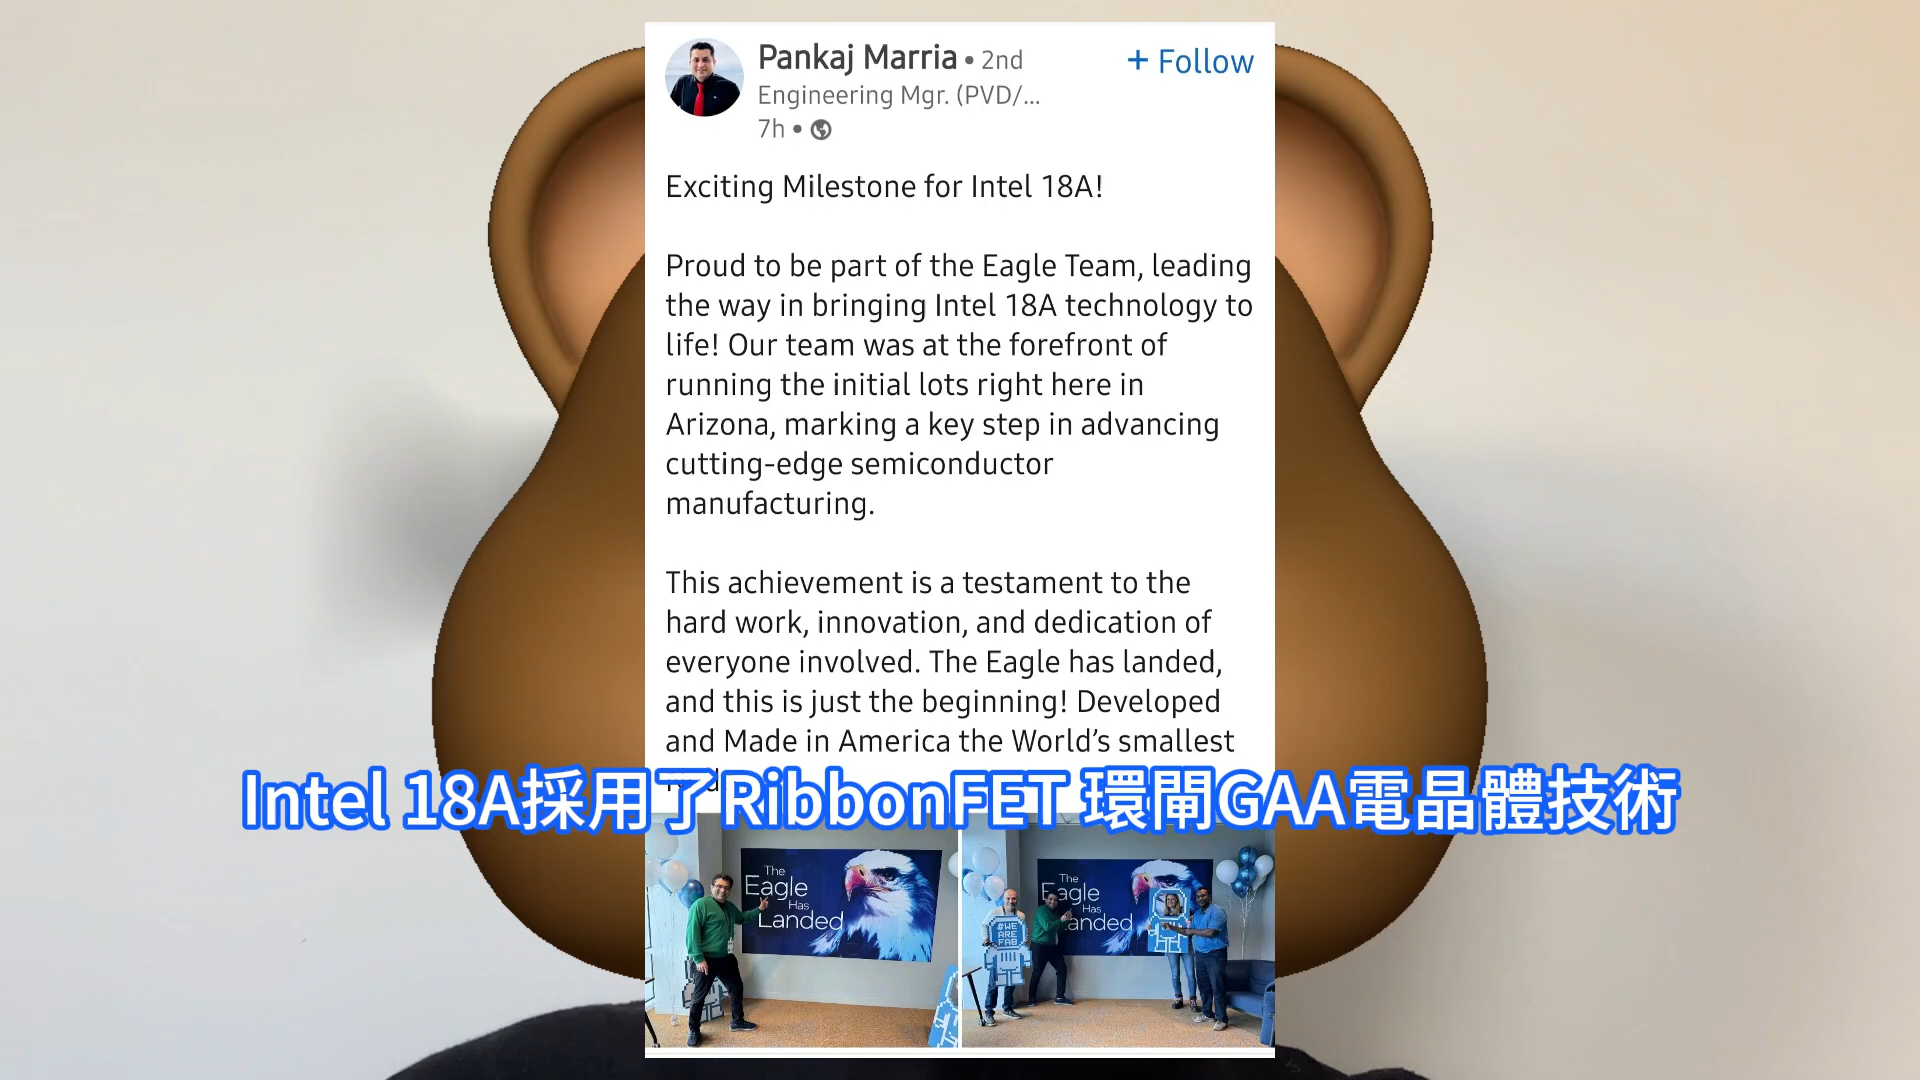 Pankaj Marria • 2nd
+ Follow
Engineering Mgr. (PVD/...
7h •
Exciting Milestone for Intel 18A!
Proud to be part of the Eagle Team, leading
the way in bringing Intel 18A technology to
life! Our team was at the forefront of
running the initial lots right here in
Arizona, marking a key step in advancing
cutting-edge semiconductor
manufacturing.
This achievement is a testament to the
hard work, innovation, and dedication of
everyone involved. The Eagle has landed,
and this is just the beginning! Developed
and Made in America the World’s smallest
Intel 18A採用了RibbonFET 環閘GAA電晶體技術
The
Eagle
Has
Landed
The
Eagle
Has
Landed
#WE
ARE
FAB